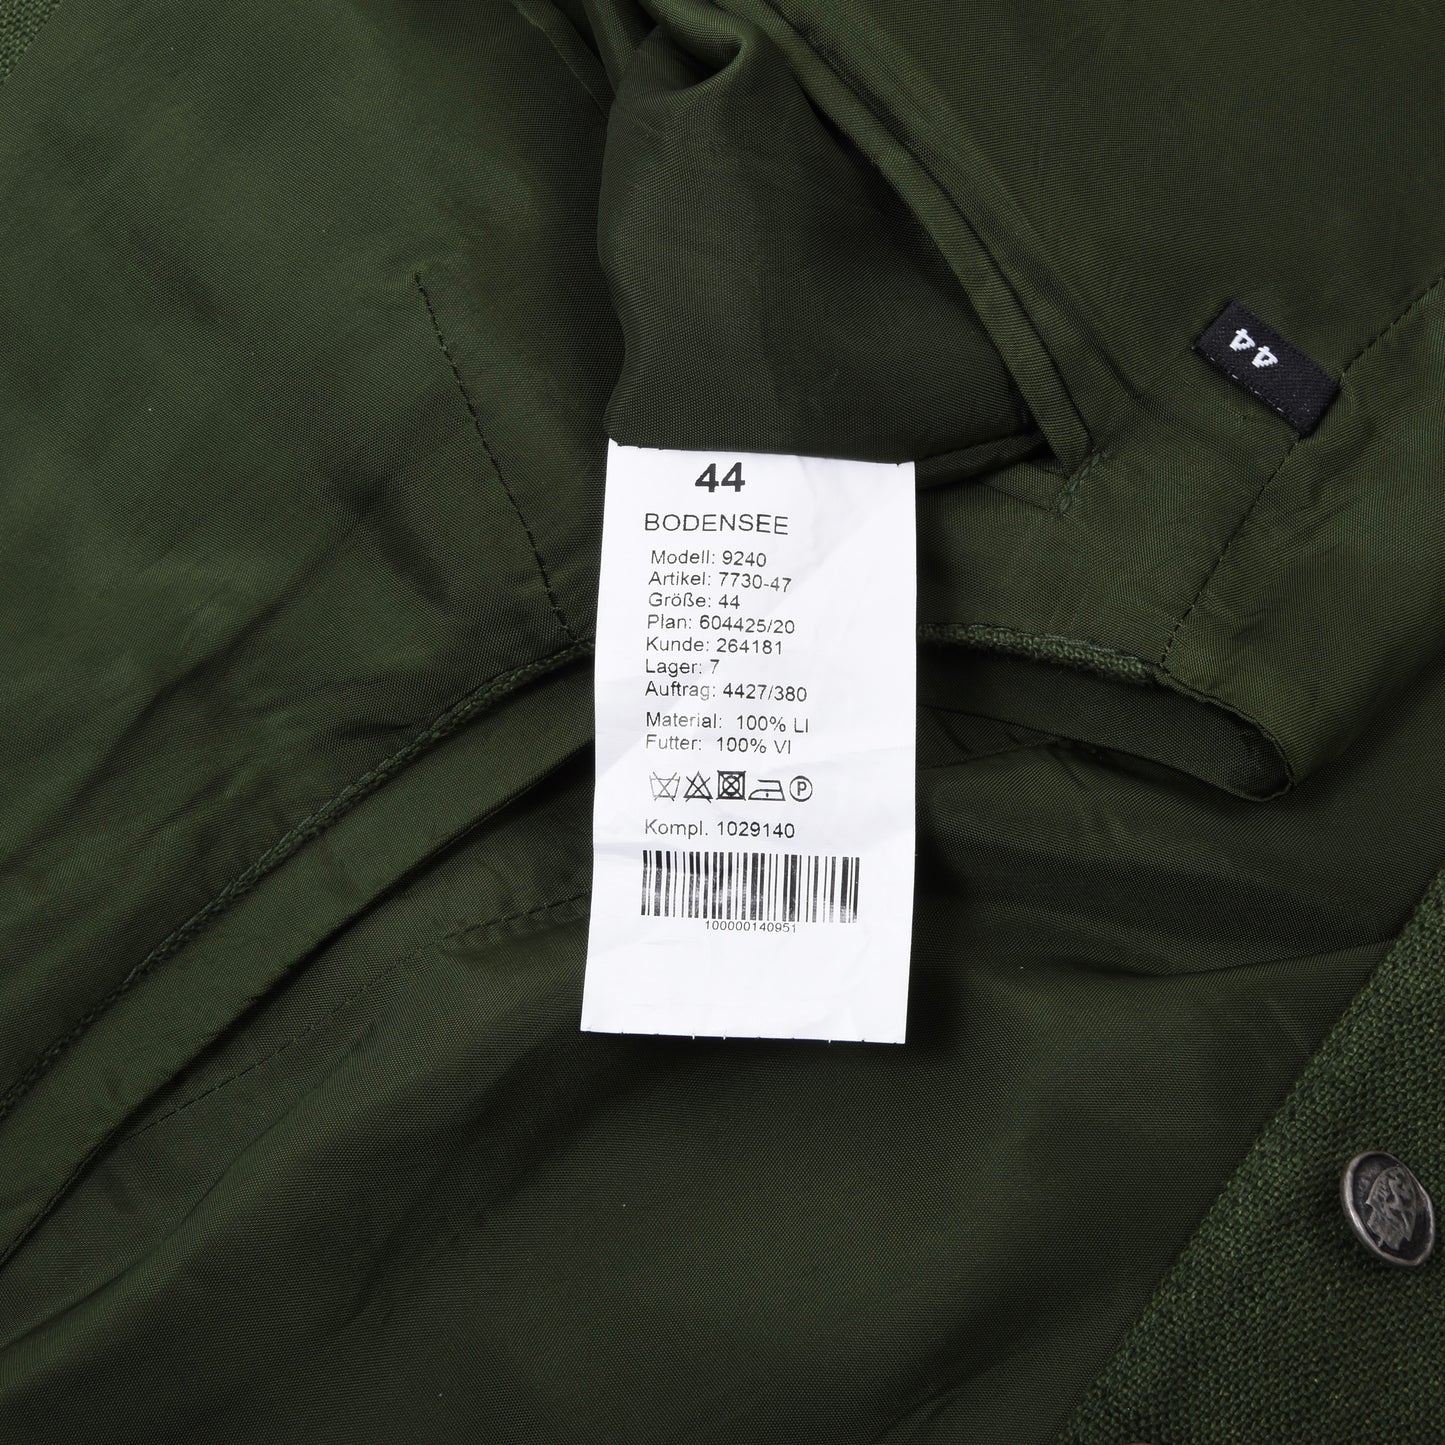 44
44
BODENSEE
Modell: 9240
Artikel: 7730-47
Größe: 44
Plan: 604425/20
Kunde: 264181
Lager: 7
Auftrag: 4427/380
Material: 100% LI
Futter: 100% VI
P
Kompl. 1029140
100000140951